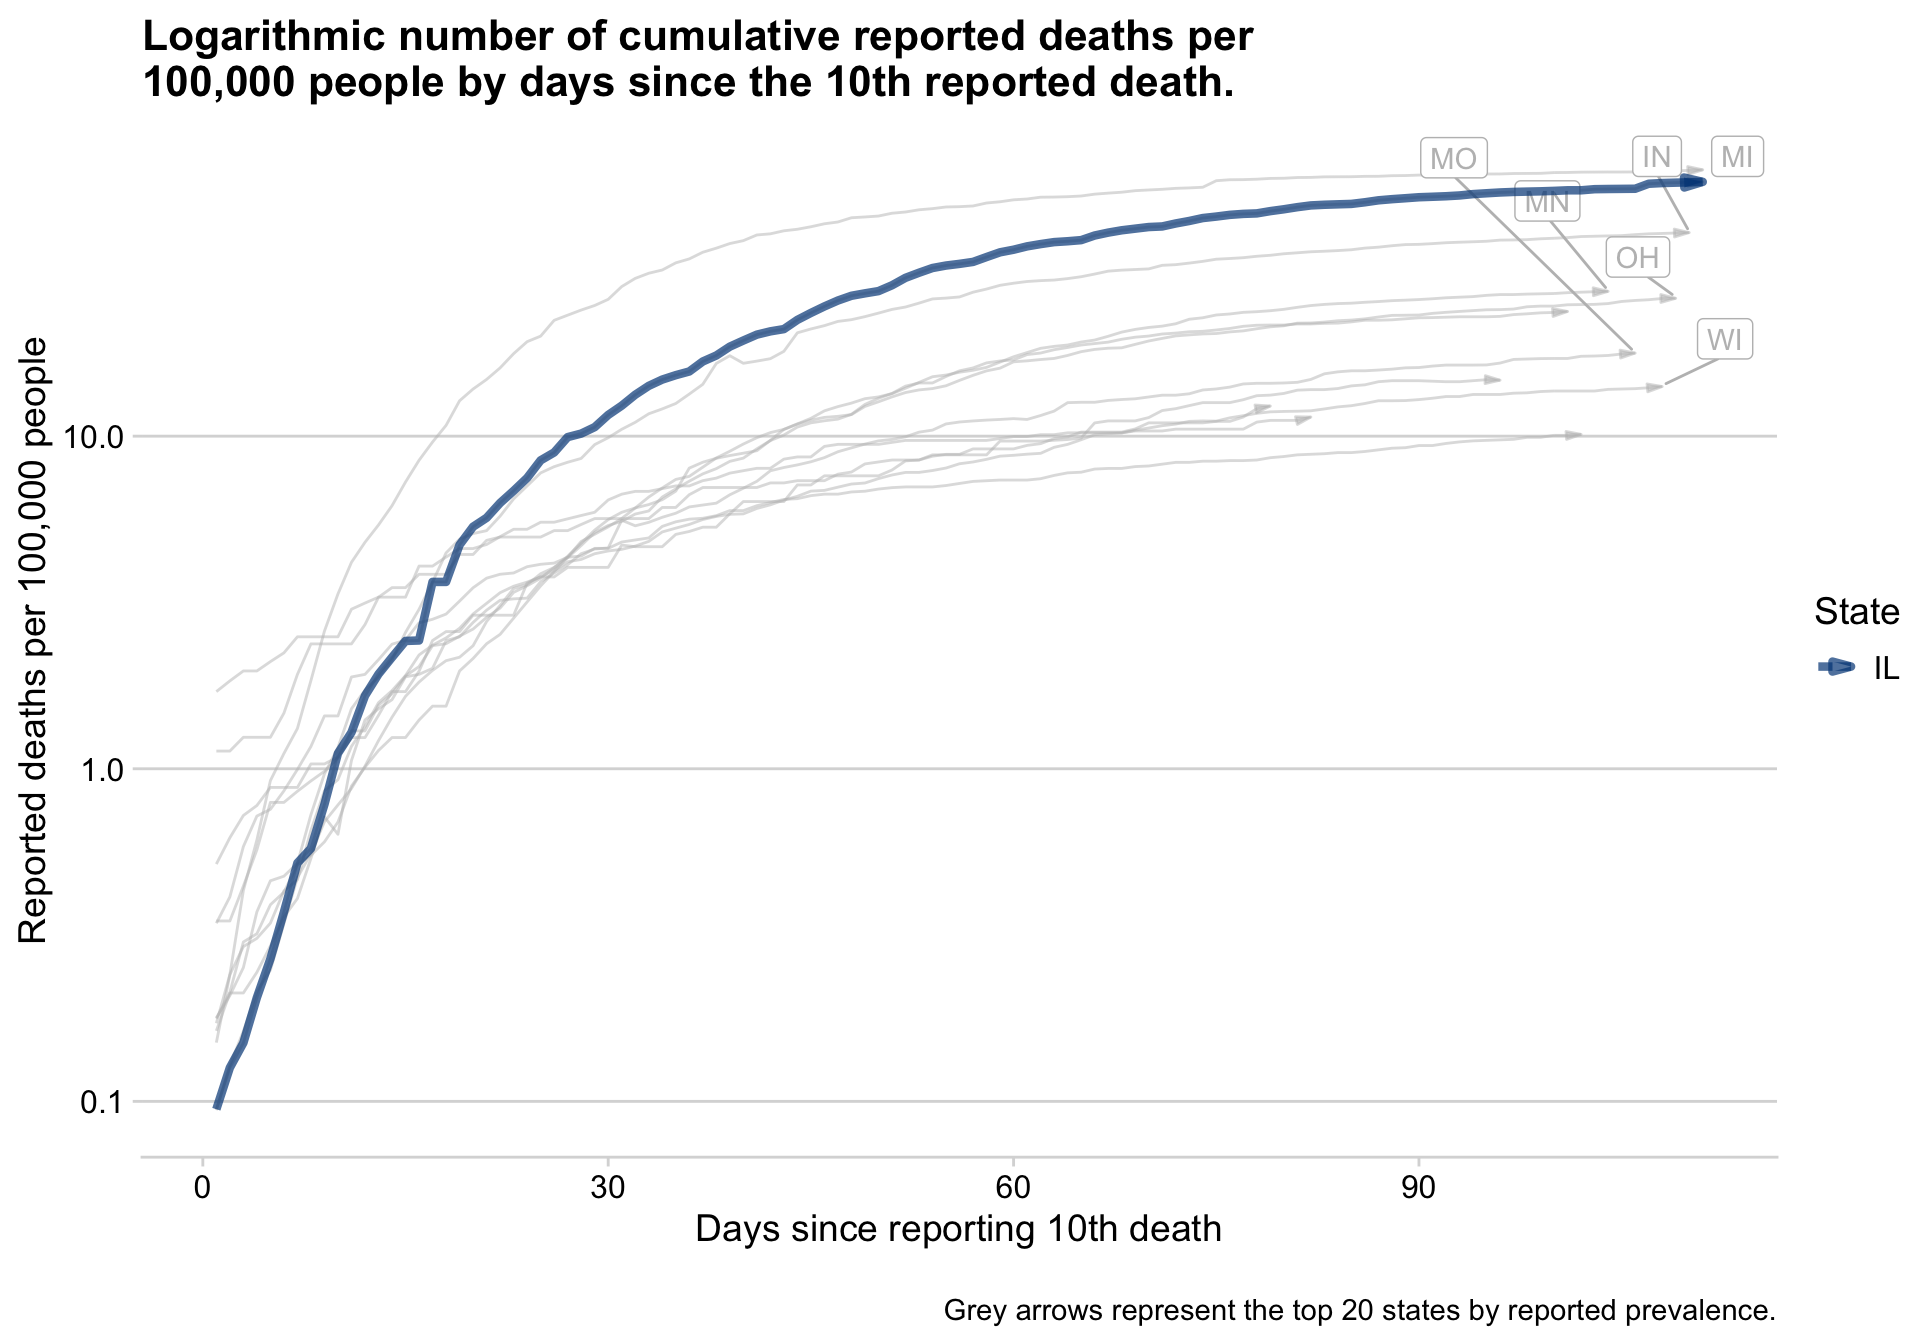 Logarithmic number of cumulative reported deaths per
100,000 people by days since the 10th reported death.
MO
IN
MI
MN
OH
WI
Reported deaths per 100,000 people
10.0
1.0
0.1
State
IL
0
30
60
90
Days since reporting 10th death
Grey arrows represent the top 20 states by reported prevalence.